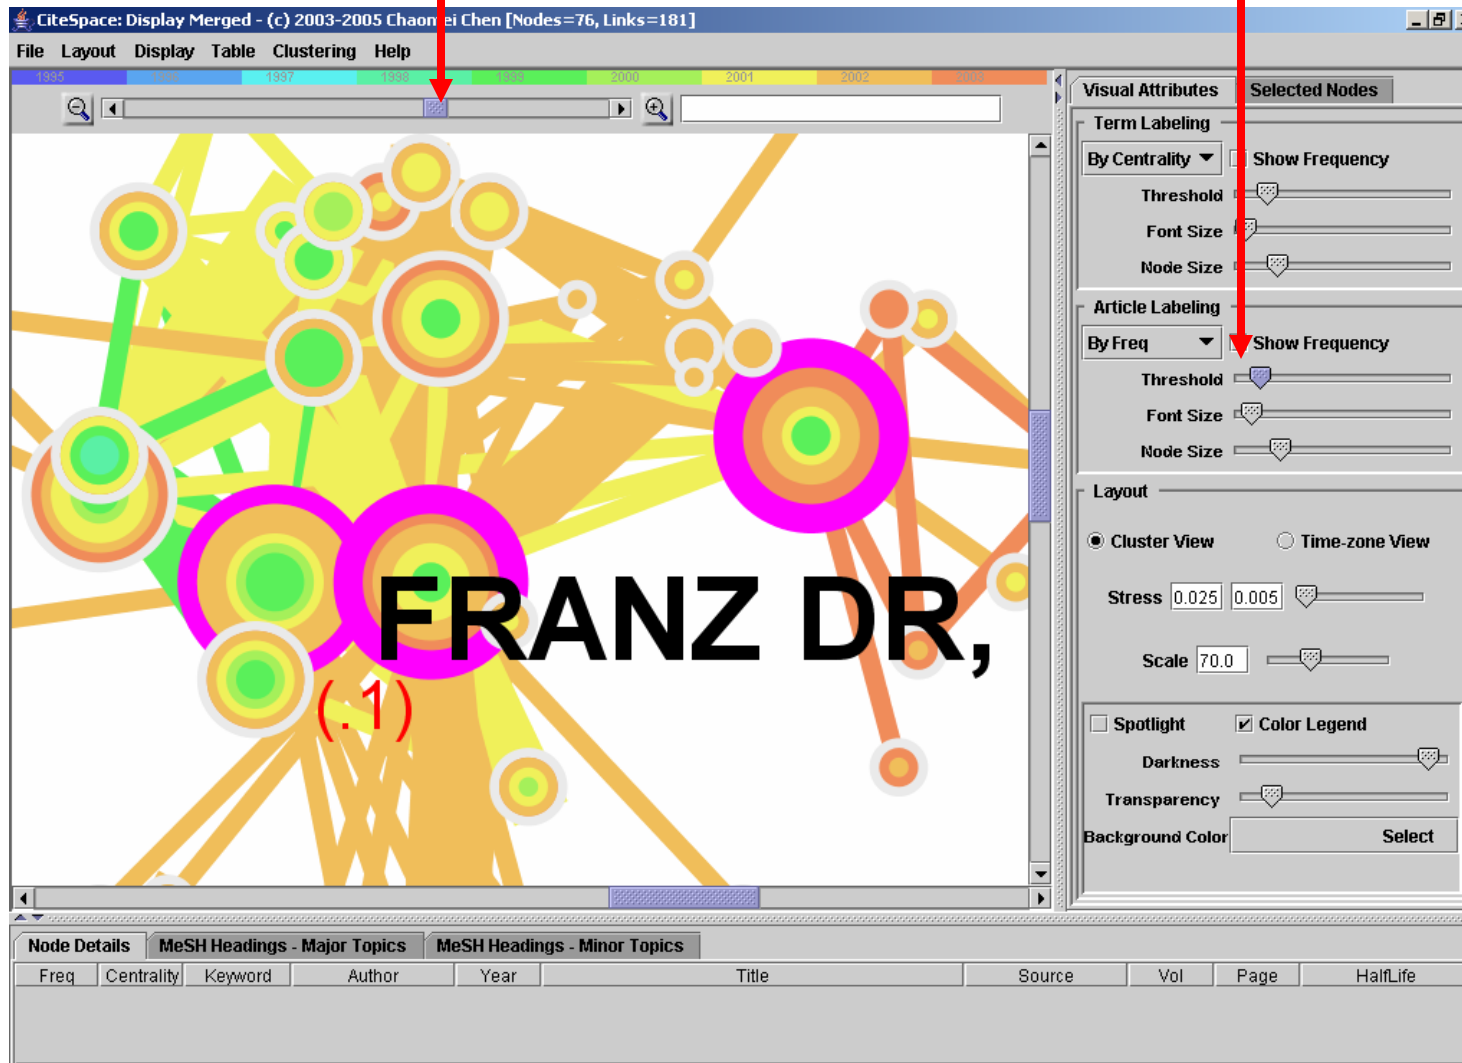 CiteSpace: Display Merged - (c) 2003-2005 Chaomei Chen [Nodes=76, Links=181]
File Layout Display Table Clustering Help
1995 1996 1997 1998 1999 2000 2001 2002 2003
Visual Attributes Selected Nodes
Term Labeling
By Centrality Show Frequency
Threshold
Font Size
Node Size
Article Labeling
By Freq Show Frequency
Threshold
Font Size
Node Size
Layout
Cluster View Time-zone View
Stress 0.025 0.005
Scale 70.0
Spotlight Color Legend
Darkness
Transparency
Background Color Select
FRANZ DR,
(.1)
Node Details MeSH Headings - Major Topics MeSH Headings - Minor Topics
Freq Centrality Keyword Author Year Title Source Vol Page HalfLife